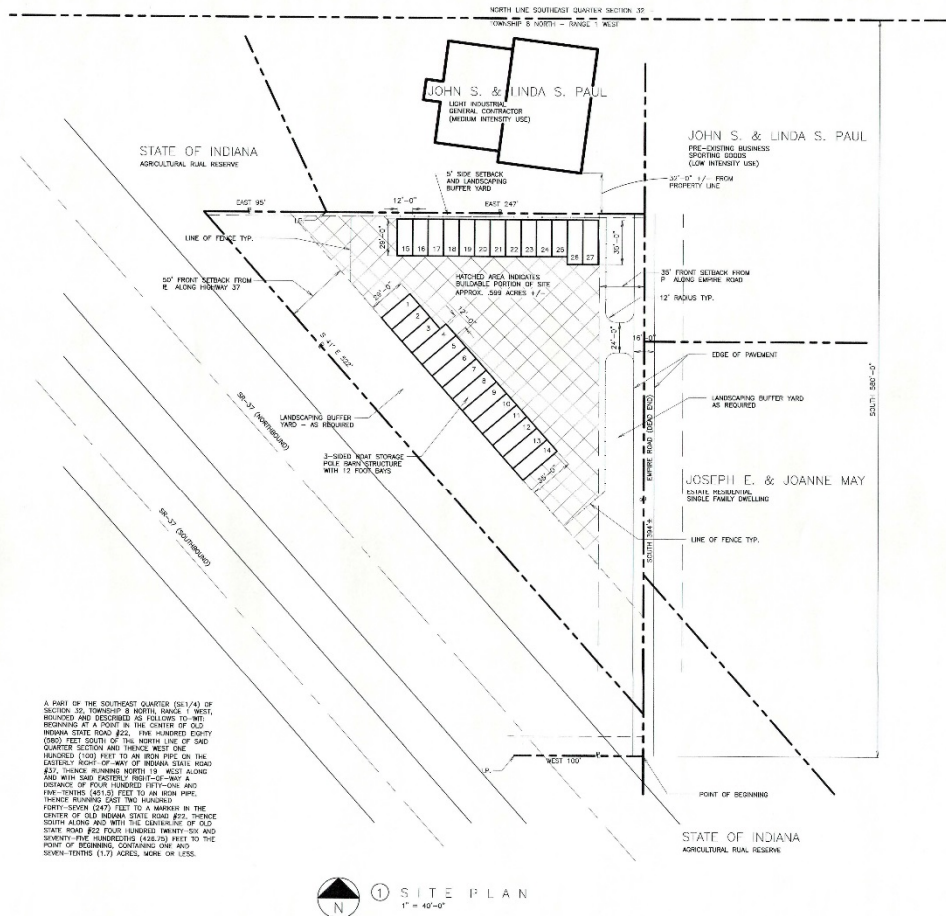 NORTH LINE SOUTHEAST QUARTER SECTION 32
TOWNSHIP 8 NORTH - RANGE 1 WEST
JOHN S. & LINDA S. PAUL
LIGHT INDUSTRIAL
GENERAL CONTRACTOR
(MEDIUM INTENSITY USE)
JOHN S. & LINDA S. PAUL
PRE-EXISTING BUSINESS
SPORTING GOODS
(LOW INTENSITY USE)
STATE OF INDIANA
AGRICULTURAL RUAL RESERVE
5' SIDE SETBACK
AND LANDSCAPING
BUFFER YARD
32'-0" +/- FROM
PROPERTY LINE
12'-0"
EAST 95'
EAST 247'
LINE OF FENCE TYP.
29'-0"
15 16 17 18 19 20 21 22 23 24 25 26 27
35'-0"
50' FRONT SETBACK FROM
ALONG HIGHWAY 37
HATCHED AREA INDICATES
BUILDABLE PORTION OF SITE
APPROX. .599 ACRES +/-
35' FRONT SETBACK FROM
P ALONG EMPIRE ROAD
12' RADIUS TYP.
29'-0"
12'-0"
1
2
3
4
5
6
7
8
9
10
11
12
13
14
24'-0"
16'-0"
S 41° E 522'
EDGE OF PAVEMENT
SOUTH 580'-0"
LANDSCAPING BUFFER YARD
AS REQUIRED
LANDSCAPING BUFFER
YARD - AS REQUIRED
SR-37 (NORTHBOUND)
EMPIRE ROAD (DEAD END)
3-SIDED BOAT STORAGE
POLE BARN STRUCTURE
WITH 12 FOOT BAYS
35'-0"
JOSEPH E. & JOANNE MAY
ESTATE RESIDENTIAL
SINGLE FAMILY DWELLING
SR-37 (SOUTHBOUND)
SOUTH 394'±
LINE OF FENCE TYP.
A PART OF THE SOUTHEAST QUARTER (SE1/4) OF
SECTION 32, TOWNSHIP 8 NORTH, RANGE 1 WEST,
BOUNDED AND DESCRIBED AS FOLLOWS TO-WIT:
BEGINNING AT A POINT IN THE CENTER OF OLD
INDIANA STATE ROAD #22, FIVE HUNDRED EIGHTY
(580) FEET SOUTH OF THE NORTH LINE OF SAID
QUARTER SECTION AND THENCE WEST ONE
HUNDRED (100) FEET TO AN IRON PIPE ON THE
EASTERLY RIGHT-OF-WAY OF INDIANA STATE ROAD
#37, THENCE RUNNING NORTH 19 WEST ALONG
AND WITH SAID EASTERLY RIGHT-OF-WAY A
DISTANCE OF FOUR HUNDRED FIFTY-ONE AND
FIVE-TENTHS (451.5) FEET TO AN IRON PIPE,
THENCE RUNNING EAST TWO HUNDRED
FORTY-SEVEN (247) FEET TO A MARKER IN THE
CENTER OF OLD INDIANA STATE ROAD #22, THENCE
SOUTH ALONG AND WITH THE CENTERLINE OF OLD
STATE ROAD #22 FOUR HUNDRED TWENTY-SIX AND
SEVENTY-FIVE HUNDREDTHS (426.75) FEET TO THE
POINT OF BEGINNING, CONTAINING ONE AND
SEVEN-TENTHS (1.7) ACRES, MORE OR LESS.
WEST 100'
I.P.
POINT OF BEGINNING
STATE OF INDIANA
AGRICULTURAL RUAL RESERVE
N
1 SITE PLAN
1" = 40'-0"